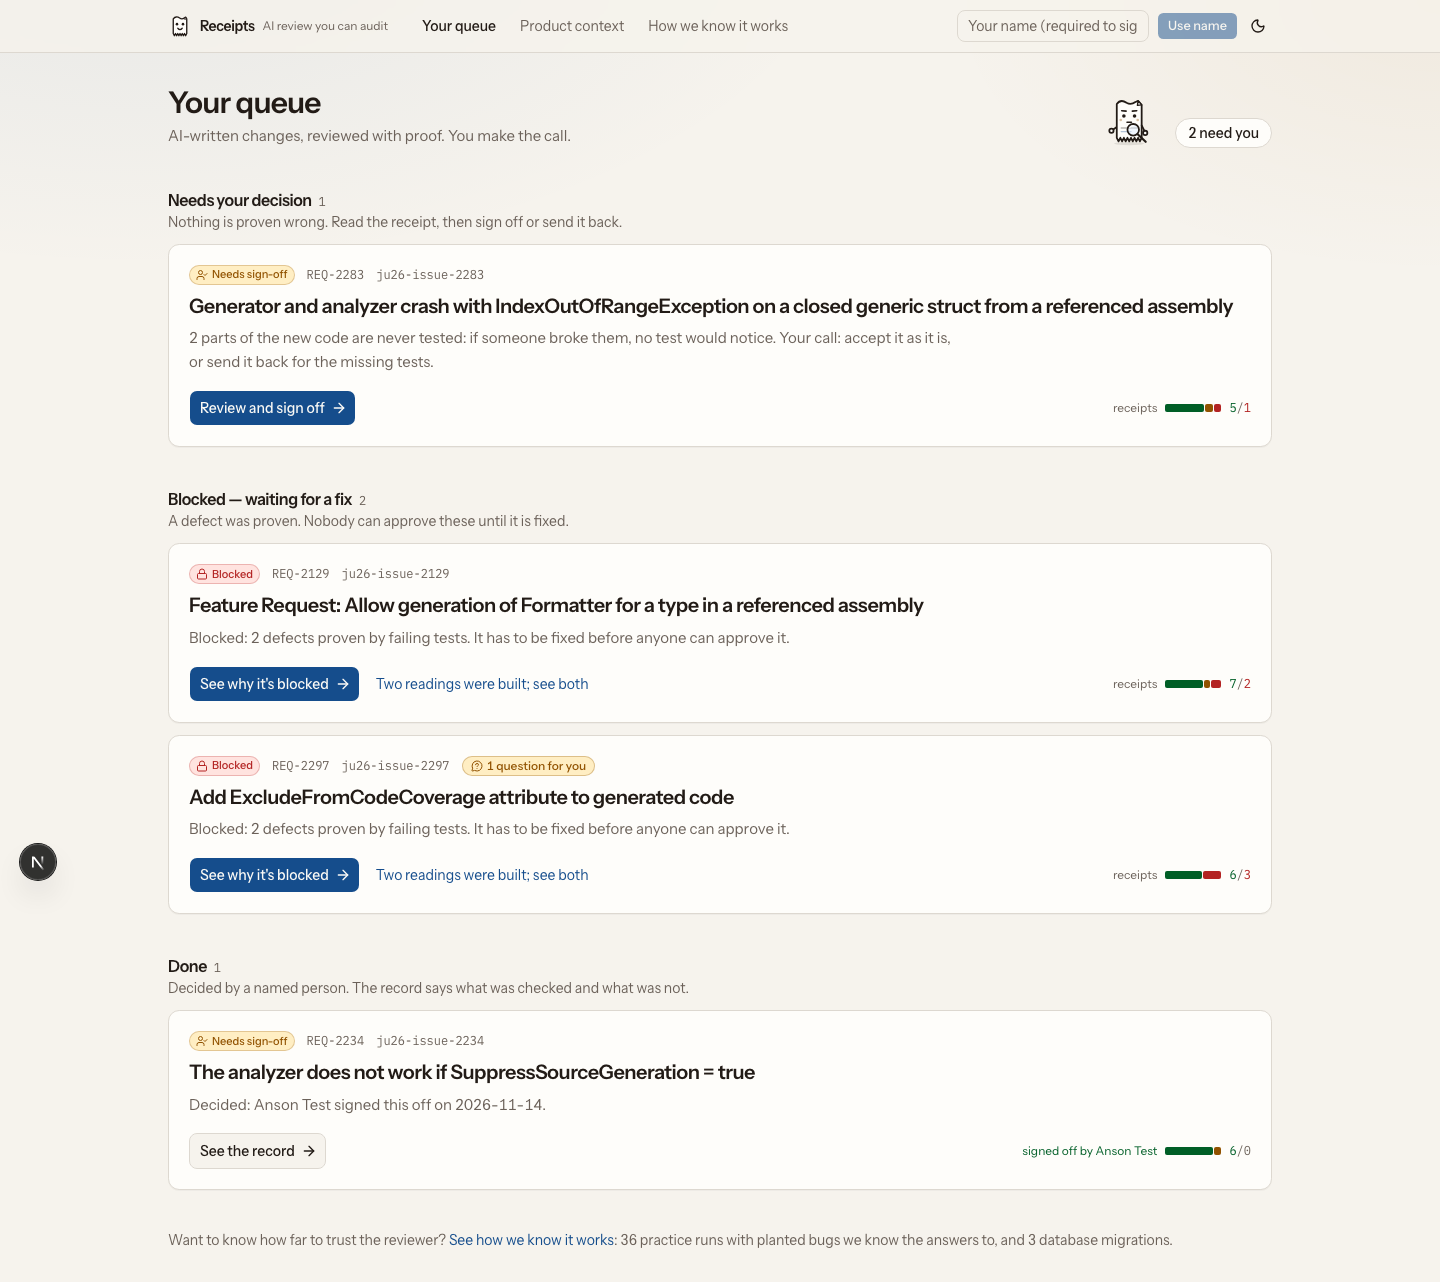 Receipts AI review you can audit Your queue Product context How we know it works Your name (required to sig Use name
Your queue
AI-written changes, reviewed with proof. You make the call.
2 need you
Needs your decision 1
Nothing is proven wrong. Read the receipt, then sign off or send it back.
Needs sign-off REQ-2283 ju26-issue-2283
Generator and analyzer crash with IndexOutOfRangeException on a closed generic struct from a referenced assembly
2 parts of the new code are never tested: if someone broke them, no test would notice. Your call: accept it as it is,
or send it back for the missing tests.
Review and sign off → receipts 5/1
Blocked — waiting for a fix 2
A defect was proven. Nobody can approve these until it is fixed.
Blocked REQ-2129 ju26-issue-2129
Feature Request: Allow generation of Formatter for a type in a referenced assembly
Blocked: 2 defects proven by failing tests. It has to be fixed before anyone can approve it.
See why it's blocked → Two readings were built; see both receipts 7/2
Blocked REQ-2297 ju26-issue-2297 1 question for you
Add ExcludeFromCodeCoverage attribute to generated code
Blocked: 2 defects proven by failing tests. It has to be fixed before anyone can approve it.
See why it's blocked → Two readings were built; see both receipts 6/3
N
Done 1
Decided by a named person. The record says what was checked and what was not.
Needs sign-off REQ-2234 ju26-issue-2234
The analyzer does not work if SuppressSourceGeneration = true
Decided: Anson Test signed this off on 2026-11-14.
See the record → signed off by Anson Test 6/0
Want to know how far to trust the reviewer? See how we know it works: 36 practice runs with planted bugs we know the answers to, and 3 database migrations.